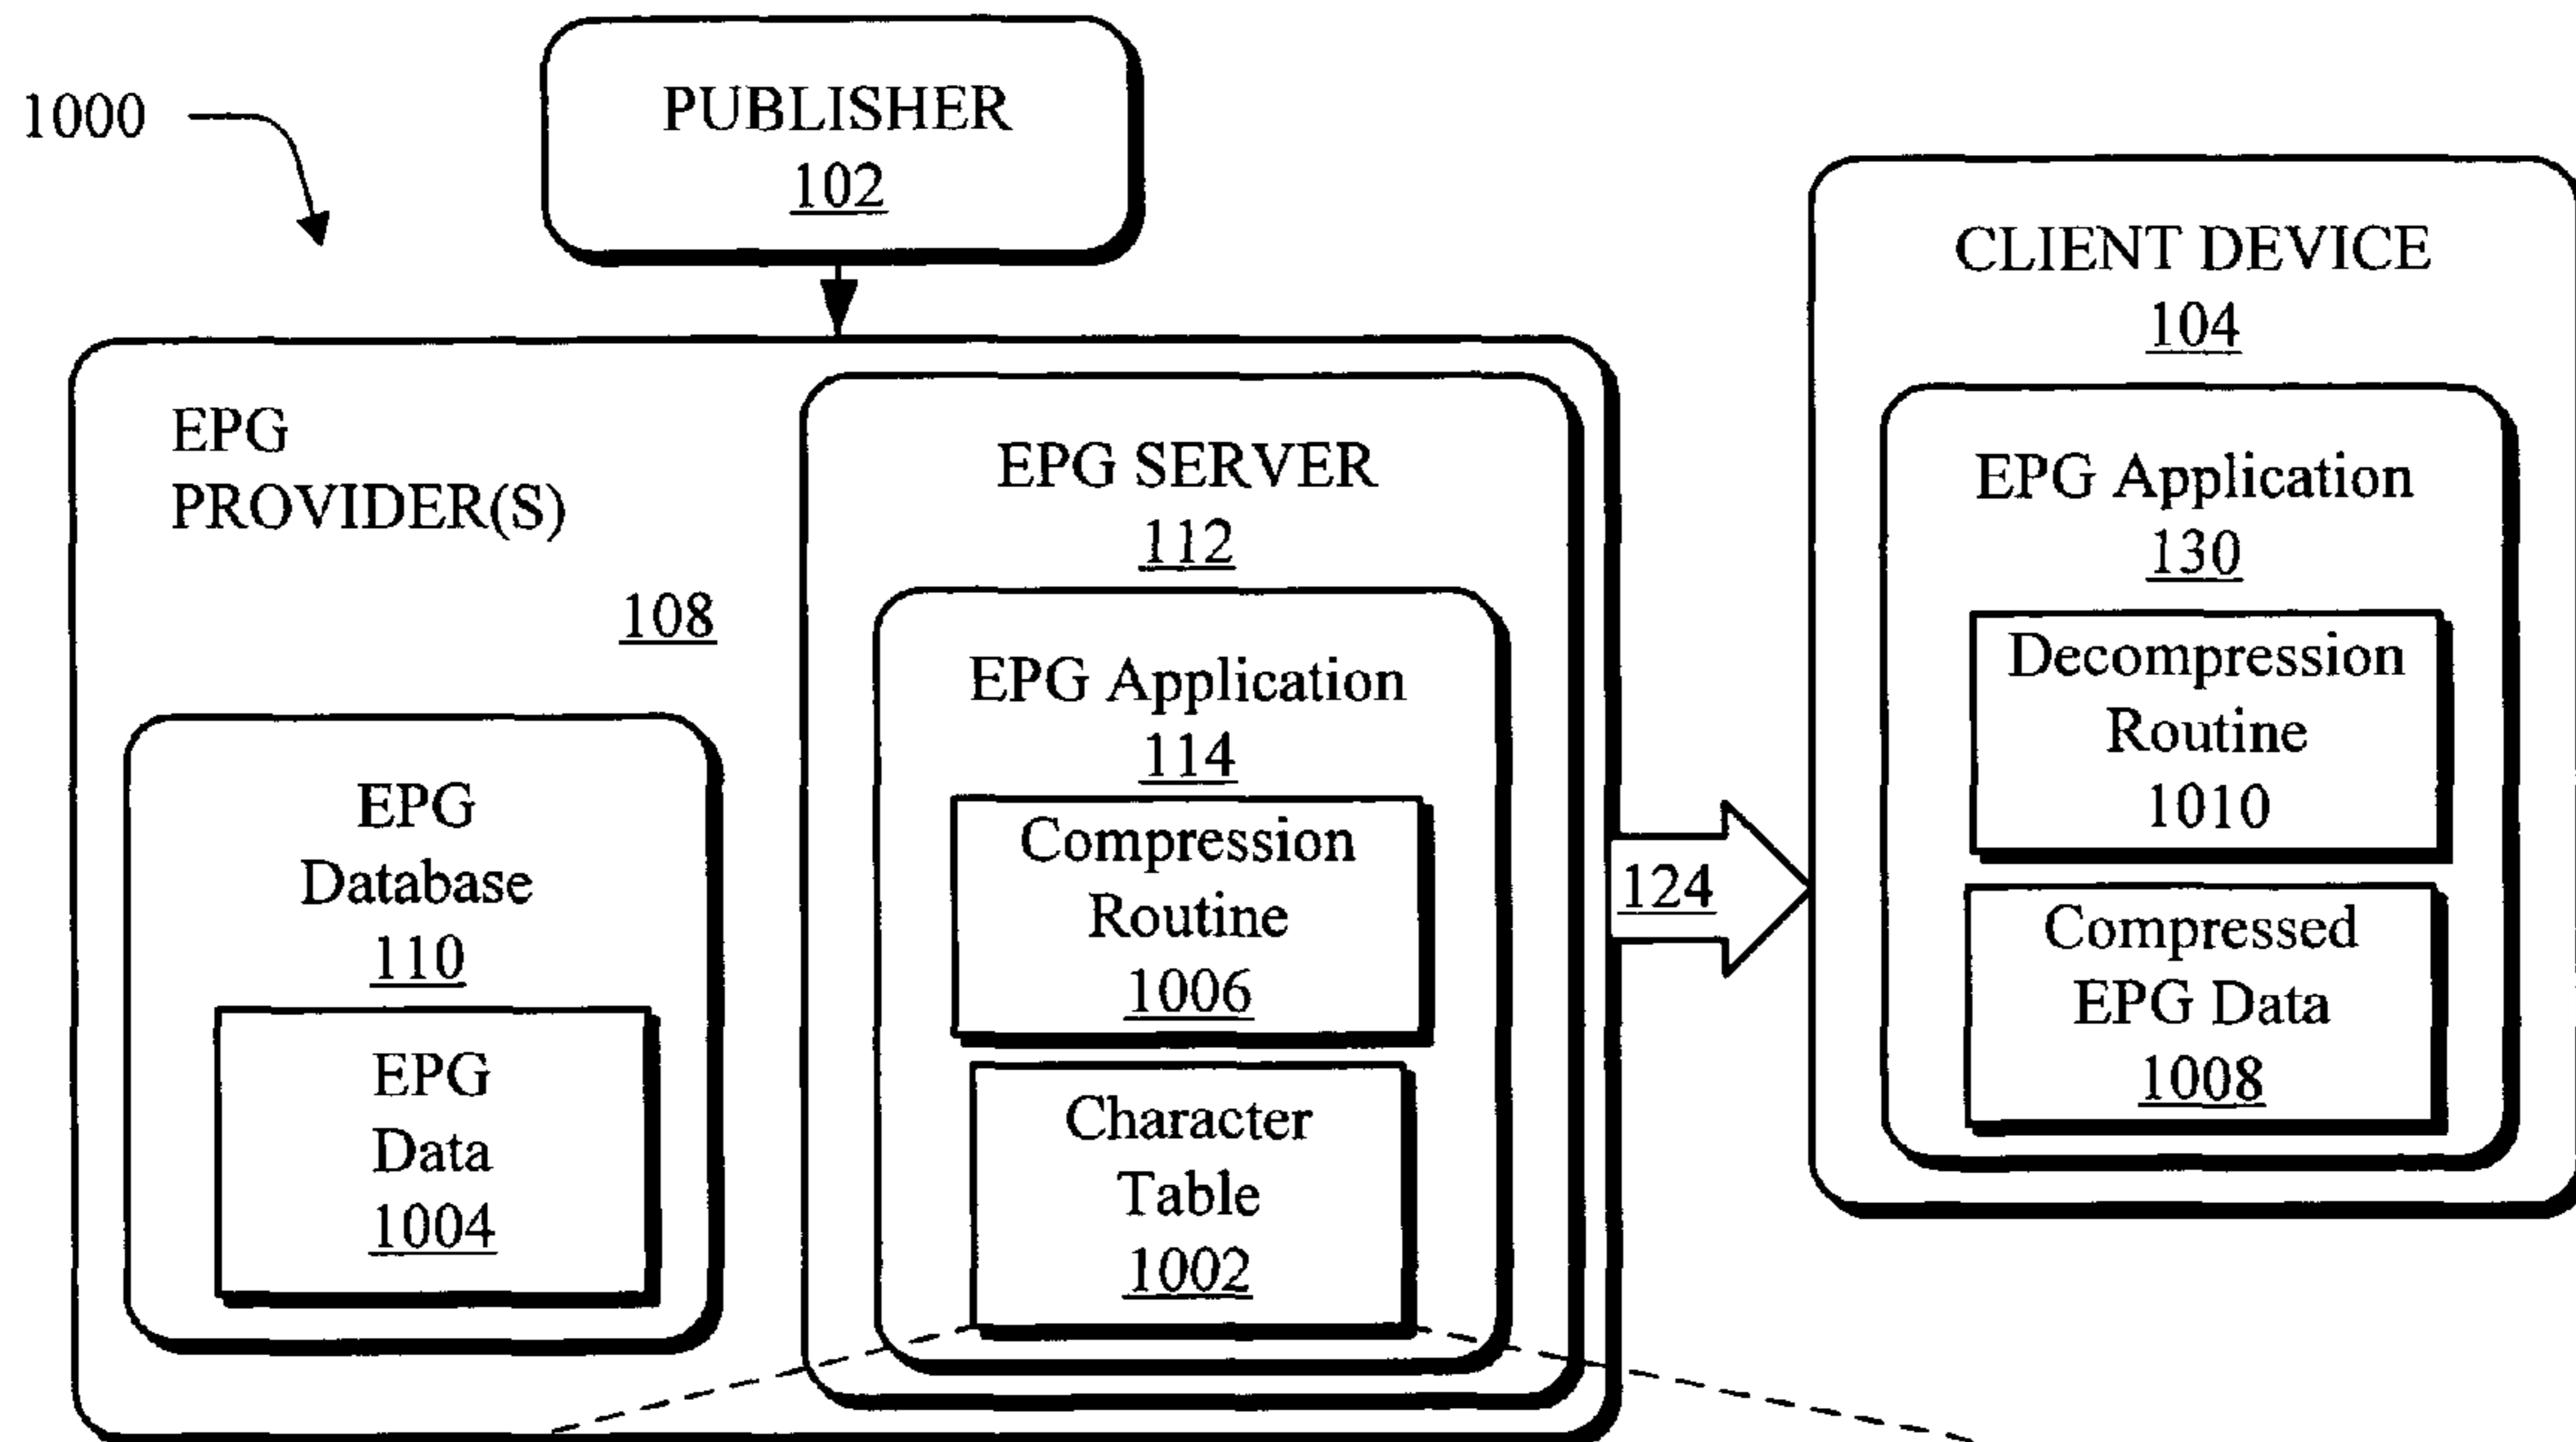 1000
PUBLISHER
102
EPG
PROVIDER(S)
108
EPG
Database
110
EPG
Data
1004
EPG SERVER
112
EPG Application
114
Compression
Routine
1006
Character
Table
1002
124
CLIENT DEVICE
104
EPG Application
130
Decompression
Routine
1010
Compressed
EPG Data
1008